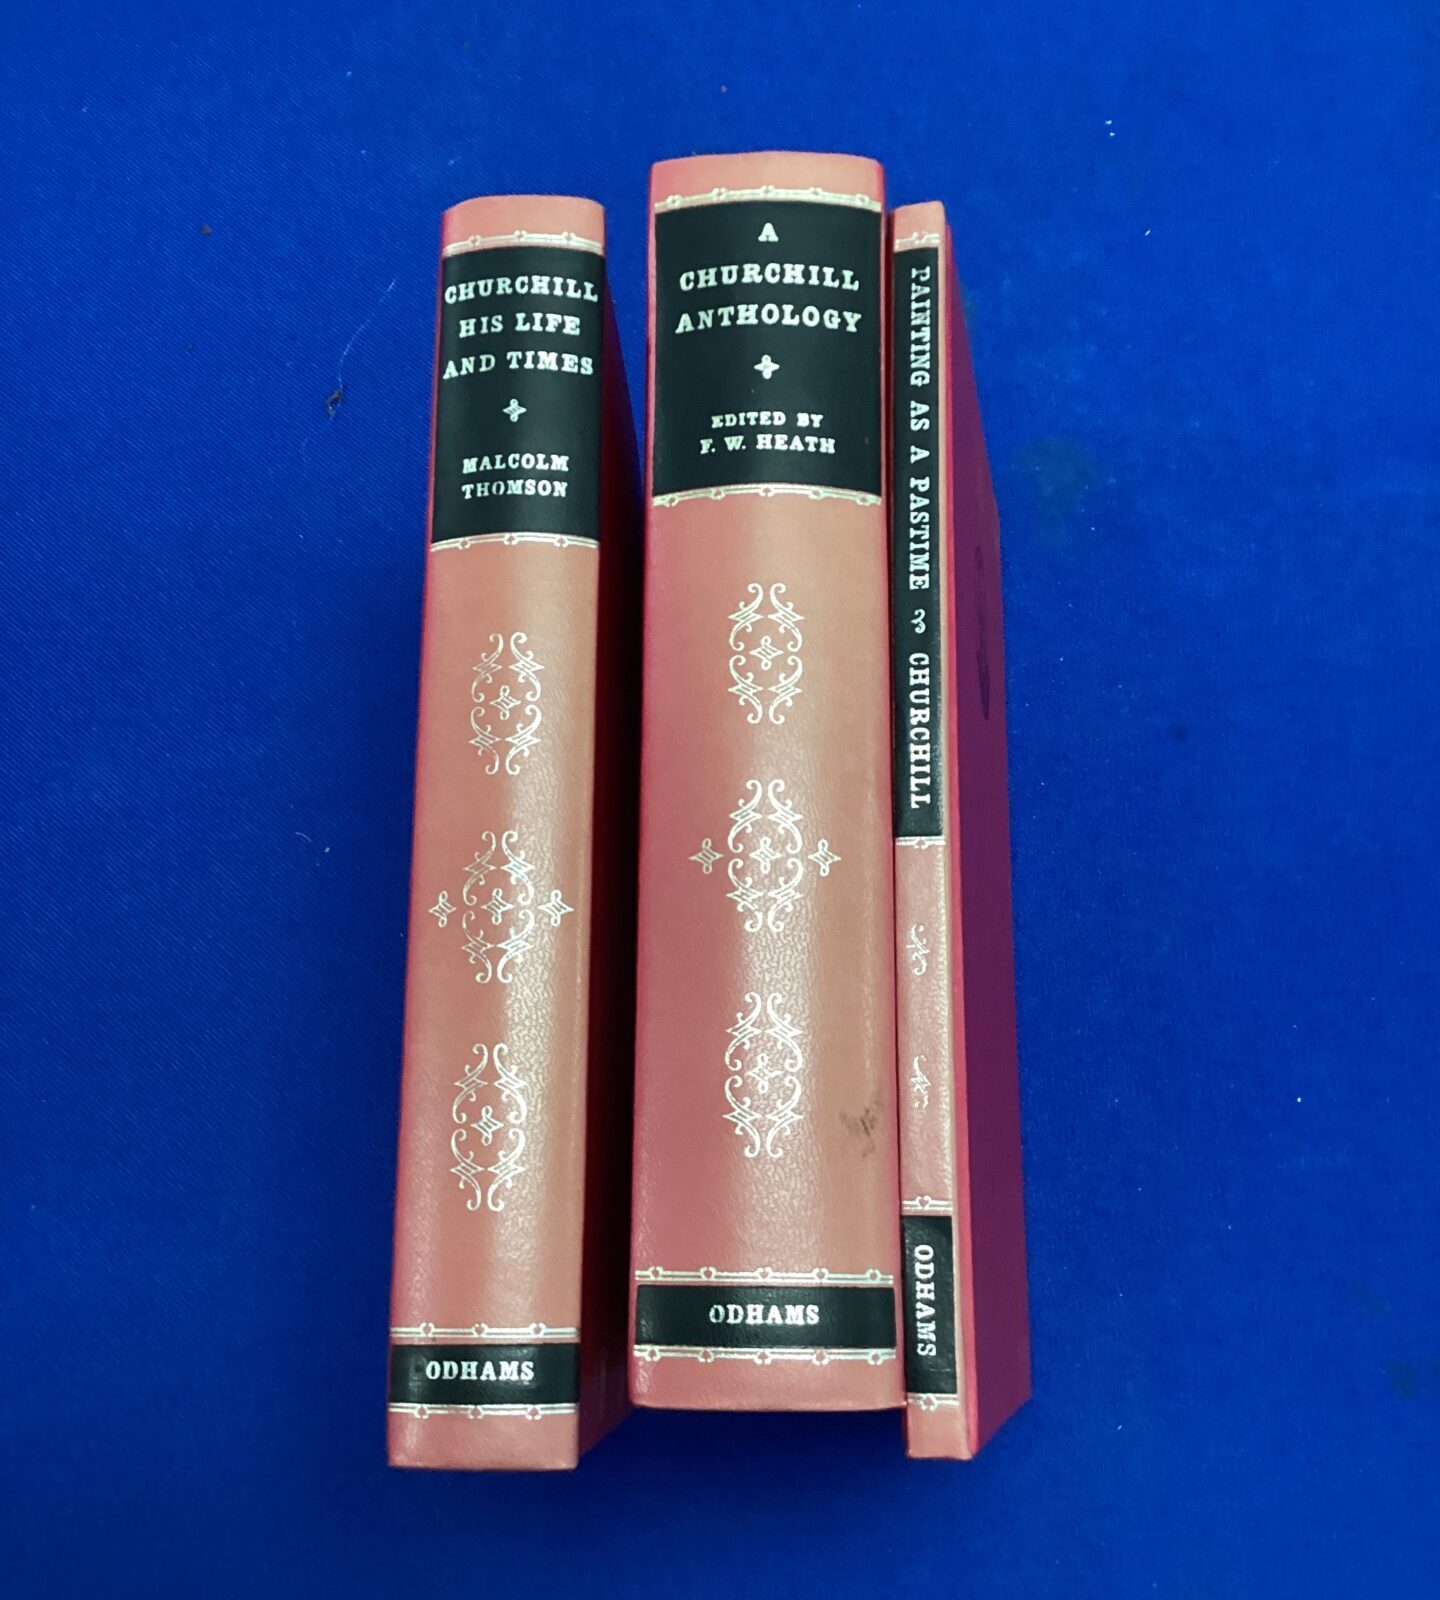 CHURCHILL
HIS LIFE
AND TIMES
MALCOLM
THOMSON
ODHAMS
A
CHURCHILL
ANTHOLOGY
EDITED BY
F. W. HEATH
ODHAMS
PAINTING AS A PASTIME CHURCHILL
ODHAMS